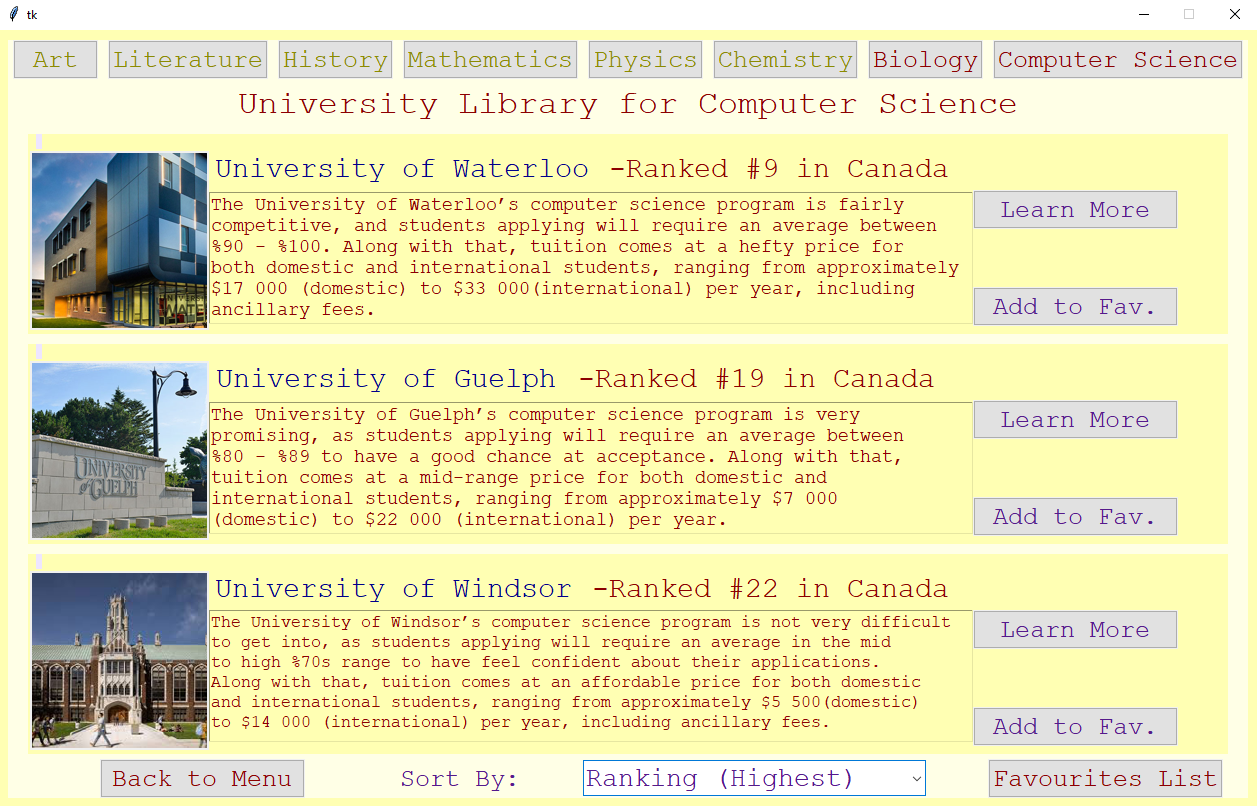 tk
Art Literature History Mathematics Physics Chemistry Biology Computer Science
University Library for Computer Science
University of Waterloo -Ranked #9 in Canada
The University of Waterloo’s computer science program is fairly
competitive, and students applying will require an average between
%90 - %100. Along with that, tuition comes at a hefty price for
both domestic and international students, ranging from approximately
$17 000 (domestic) to $33 000(international) per year, including
ancillary fees.
Learn More
Add to Fav.
University of Guelph -Ranked #19 in Canada
The University of Guelph’s computer science program is very
promising, as students applying will require an average between
%80 - %89 to have a good chance at acceptance. Along with that,
tuition comes at a mid-range price for both domestic and
international students, ranging from approximately $7 000
(domestic) to $22 000 (international) per year.
Learn More
Add to Fav.
UNIVERSITY
of GUELPH
University of Windsor -Ranked #22 in Canada
The University of Windsor’s computer science program is not very difficult
to get into, as students applying will require an average in the mid
to high %70s range to have feel confident about their applications.
Along with that, tuition comes at an affordable price for both domestic
and international students, ranging from approximately $5 500(domestic)
to $14 000 (international) per year, including ancillary fees.
Learn More
Add to Fav.
Back to Menu Sort By: Ranking (Highest) Favourites List